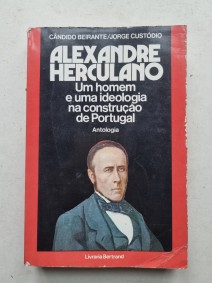 CÂNDIDO BEIRANTE/JORGE CUSTÓDIO
ALEXANDRE
HERCULANO
Um homem
e uma ideologia
na construção
de Portugal
Antologia
Livraria Bertrand